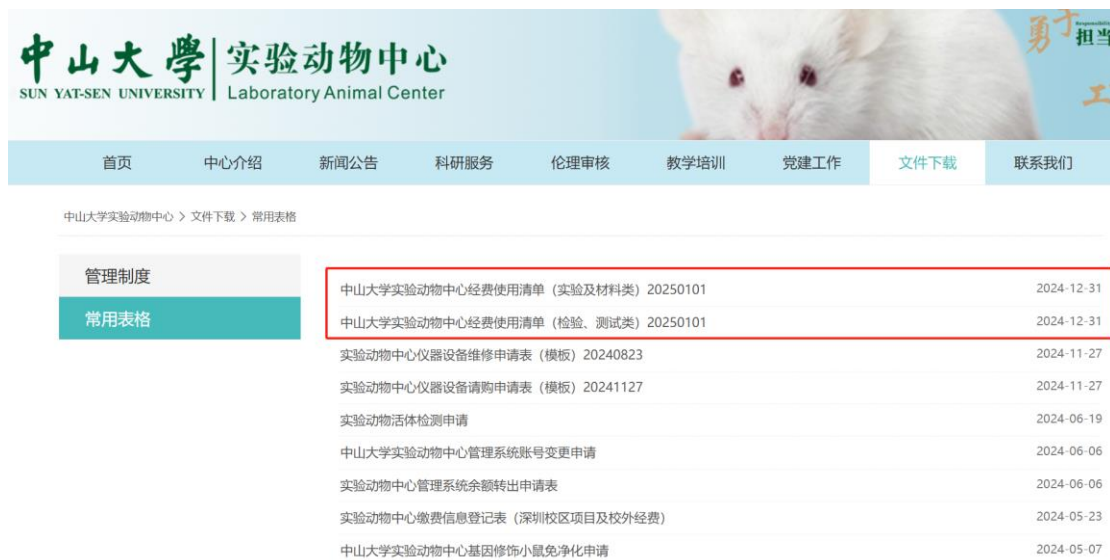 中山大學 实验动物中心
SUN YAT-SEN UNIVERSITY Laboratory Animal Center
勇于担当
工
首页 中心介绍 新闻公告 科研服务 伦理审核 教学培训 党建工作 文件下载 联系我们
中山大学实验动物中心 > 文件下载 > 常用表格
管理制度
常用表格
中山大学实验动物中心经费使用清单（实验及材料类）20250101 2024-12-31
中山大学实验动物中心经费使用清单（检验、测试类）20250101 2024-12-31
实验动物中心仪器设备维修申请表（模板）20240823 2024-11-27
实验动物中心仪器设备请购申请表（模板）20241127 2024-11-27
实验动物活体检测申请 2024-06-19
中山大学实验动物中心管理系统账号变更申请 2024-06-06
实验动物中心管理系统余额转出申请表 2024-06-06
实验动物中心缴费信息登记表（深圳校区项目及校外经费） 2024-05-23
中山大学实验动物中心基因修饰小鼠免净化申请 2024-05-07